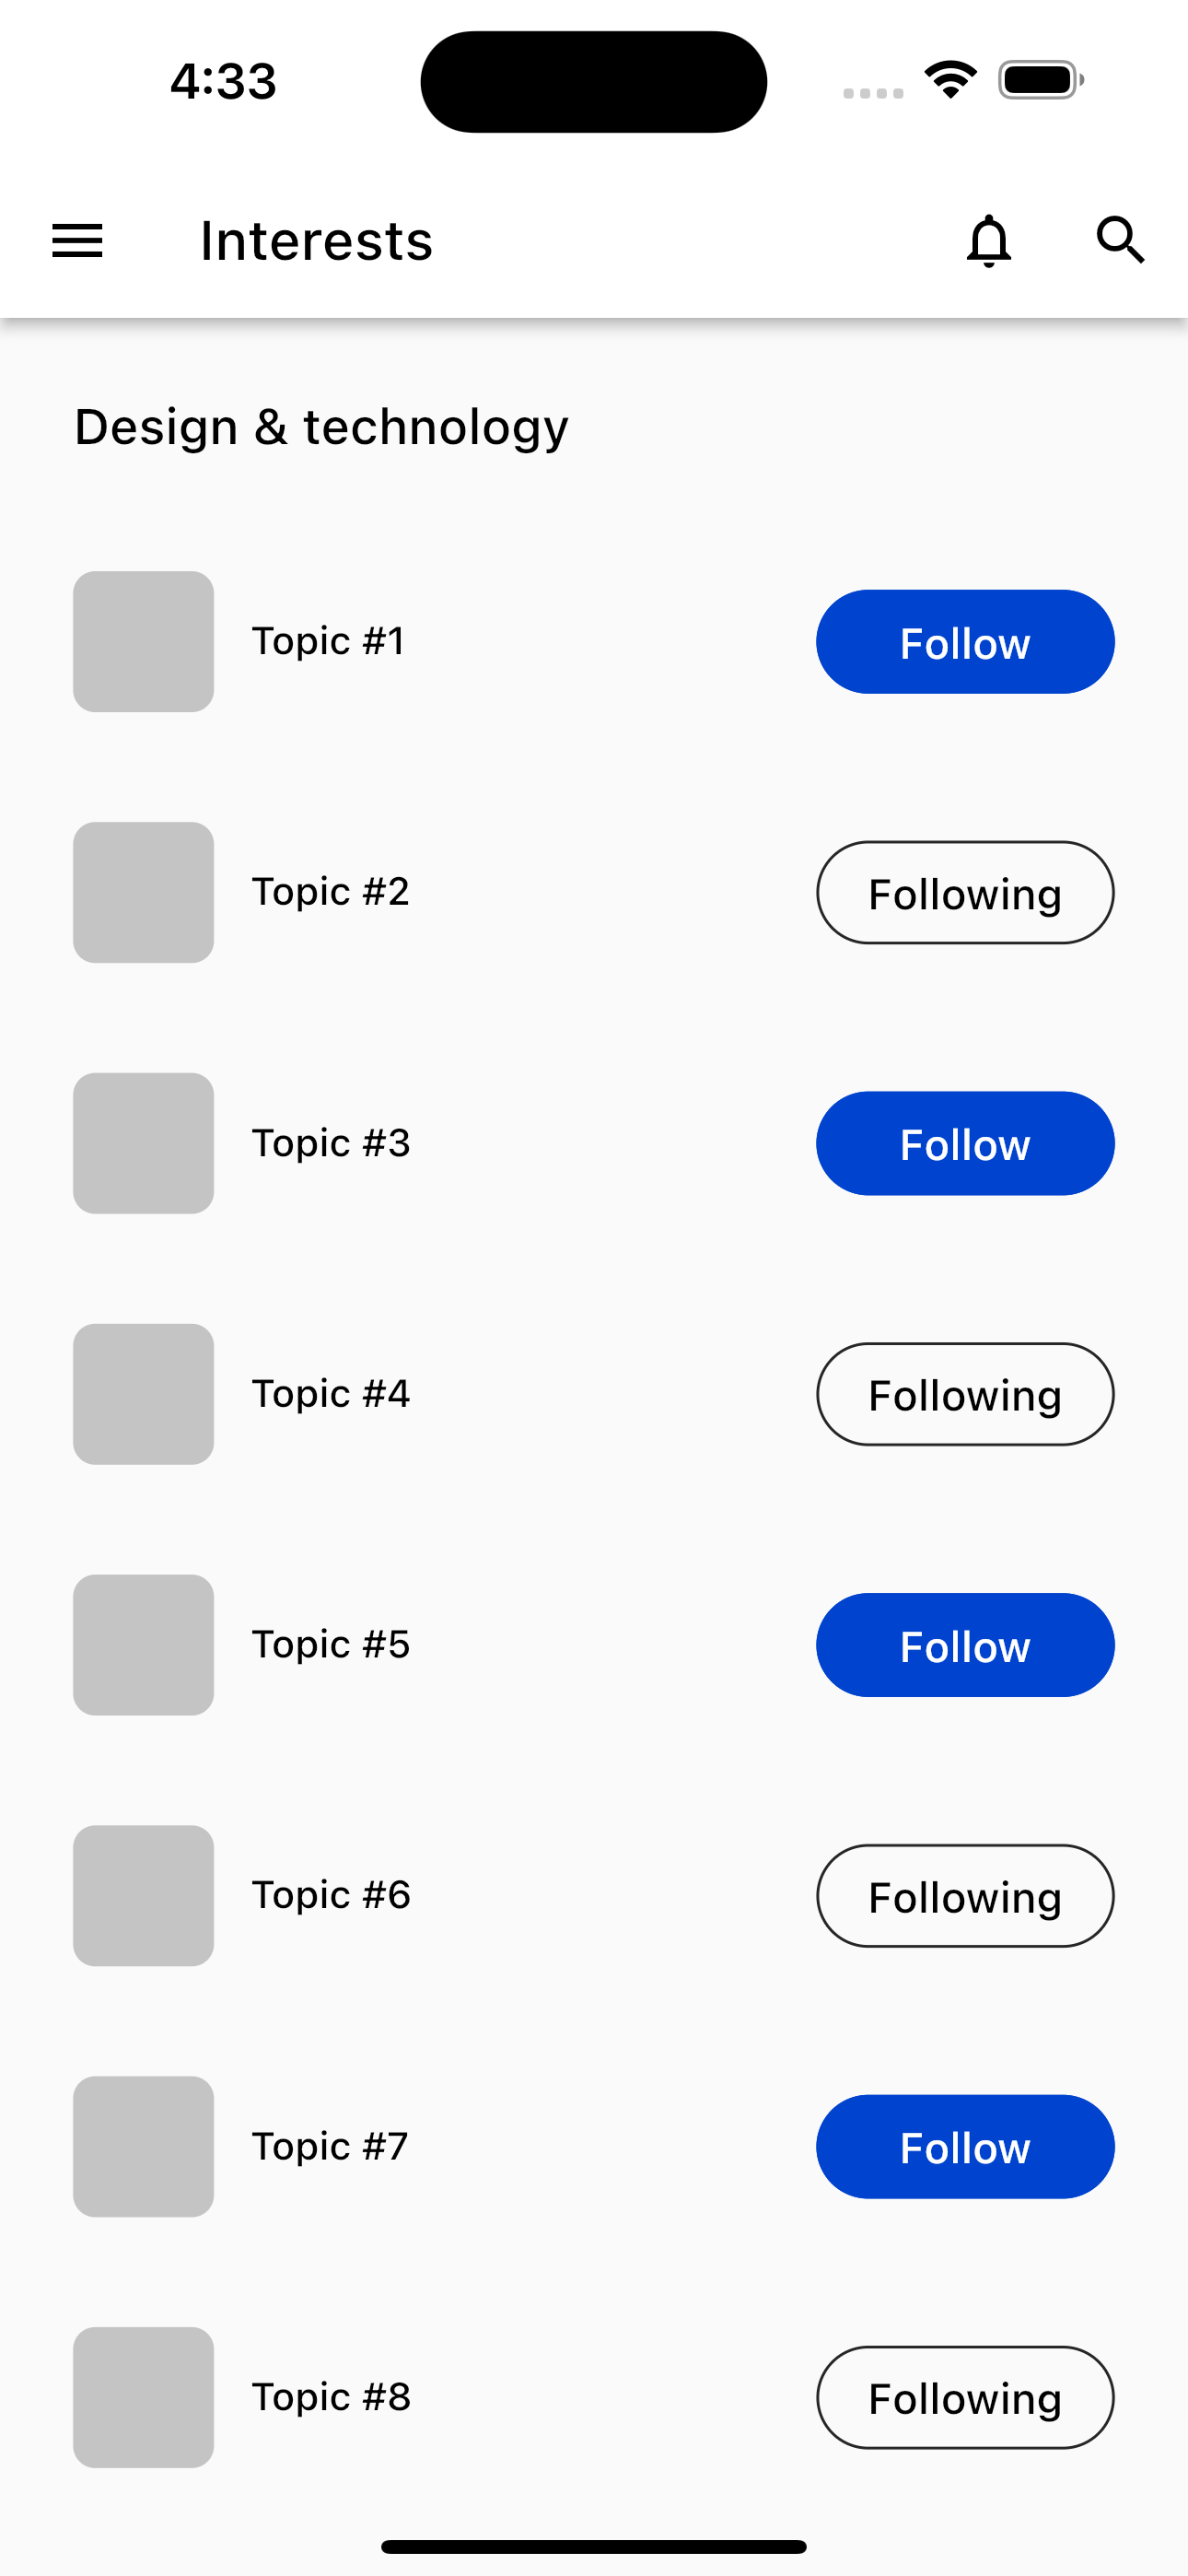 4:33
Interests
Design & technology
Topic #1 Follow
Topic #2 Following
Topic #3 Follow
Topic #4 Following
Topic #5 Follow
Topic #6 Following
Topic #7 Follow
Topic #8 Following